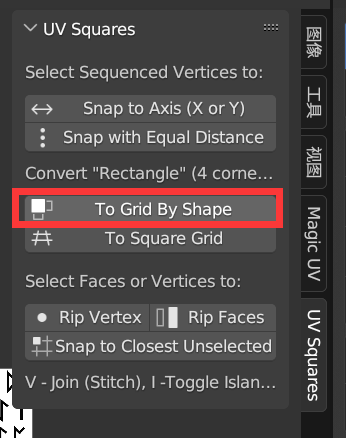 UV Squares
Select Sequenced Vertices to:
Snap to Axis (X or Y)
Snap with Equal Distance
Convert "Rectangle" (4 corne...
To Grid By Shape
To Square Grid
Select Faces or Vertices to:
Rip Vertex
Rip Faces
Snap to Closest Unselected
V - Join (Stitch), I -Toggle Islan...
图像
工具
视图
Magic UV
UV Squares